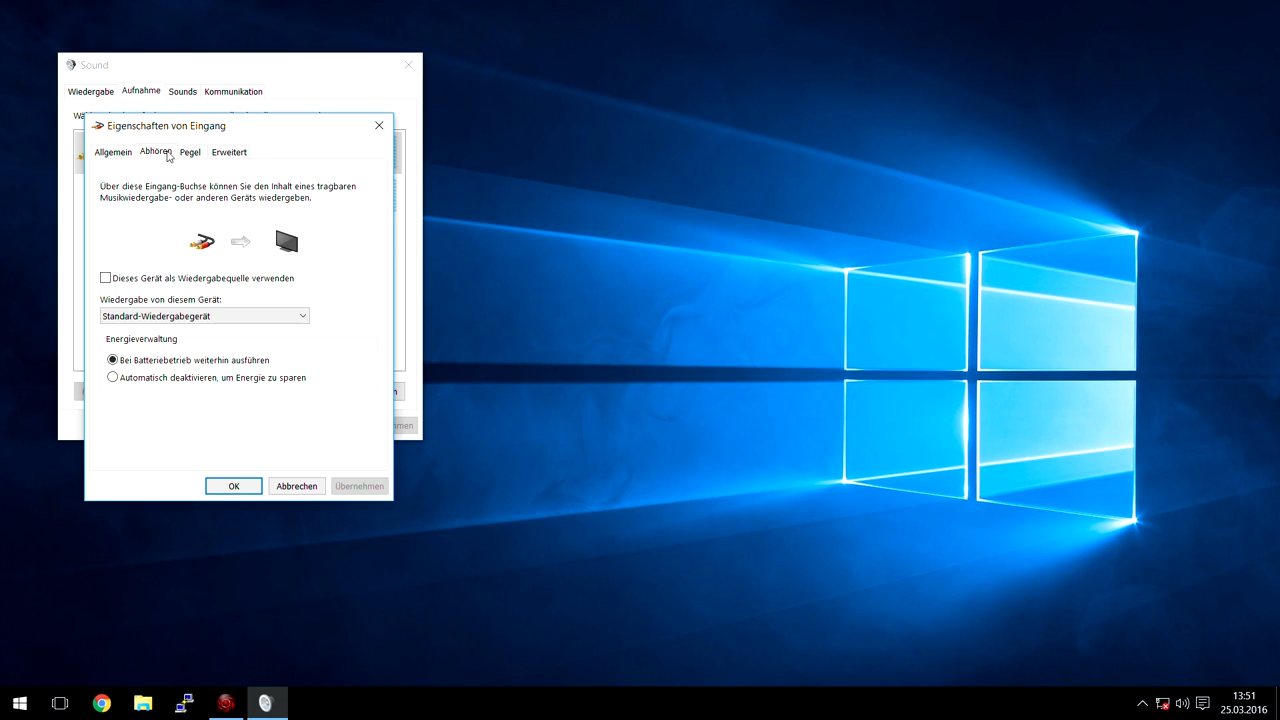 Sound
Wiedergabe Aufnahme Sounds Kommunikation
Eigenschaften von Eingang
Allgemein Abhören Pegel Erweitert
Über diese Eingang-Buchse können Sie den Inhalt eines tragbaren
Musikwiedergabe- oder anderen Geräts wiedergeben.
Dieses Gerät als Wiedergabequelle verwenden
Wiedergabe von diesem Gerät:
Standard-Wiedergabegerät
Energieverwaltung
Bei Batteriebetrieb weiterhin ausführen
Automatisch deaktivieren, um Energie zu sparen
OK Abbrechen Übernehmen
13:51
25.03.2016